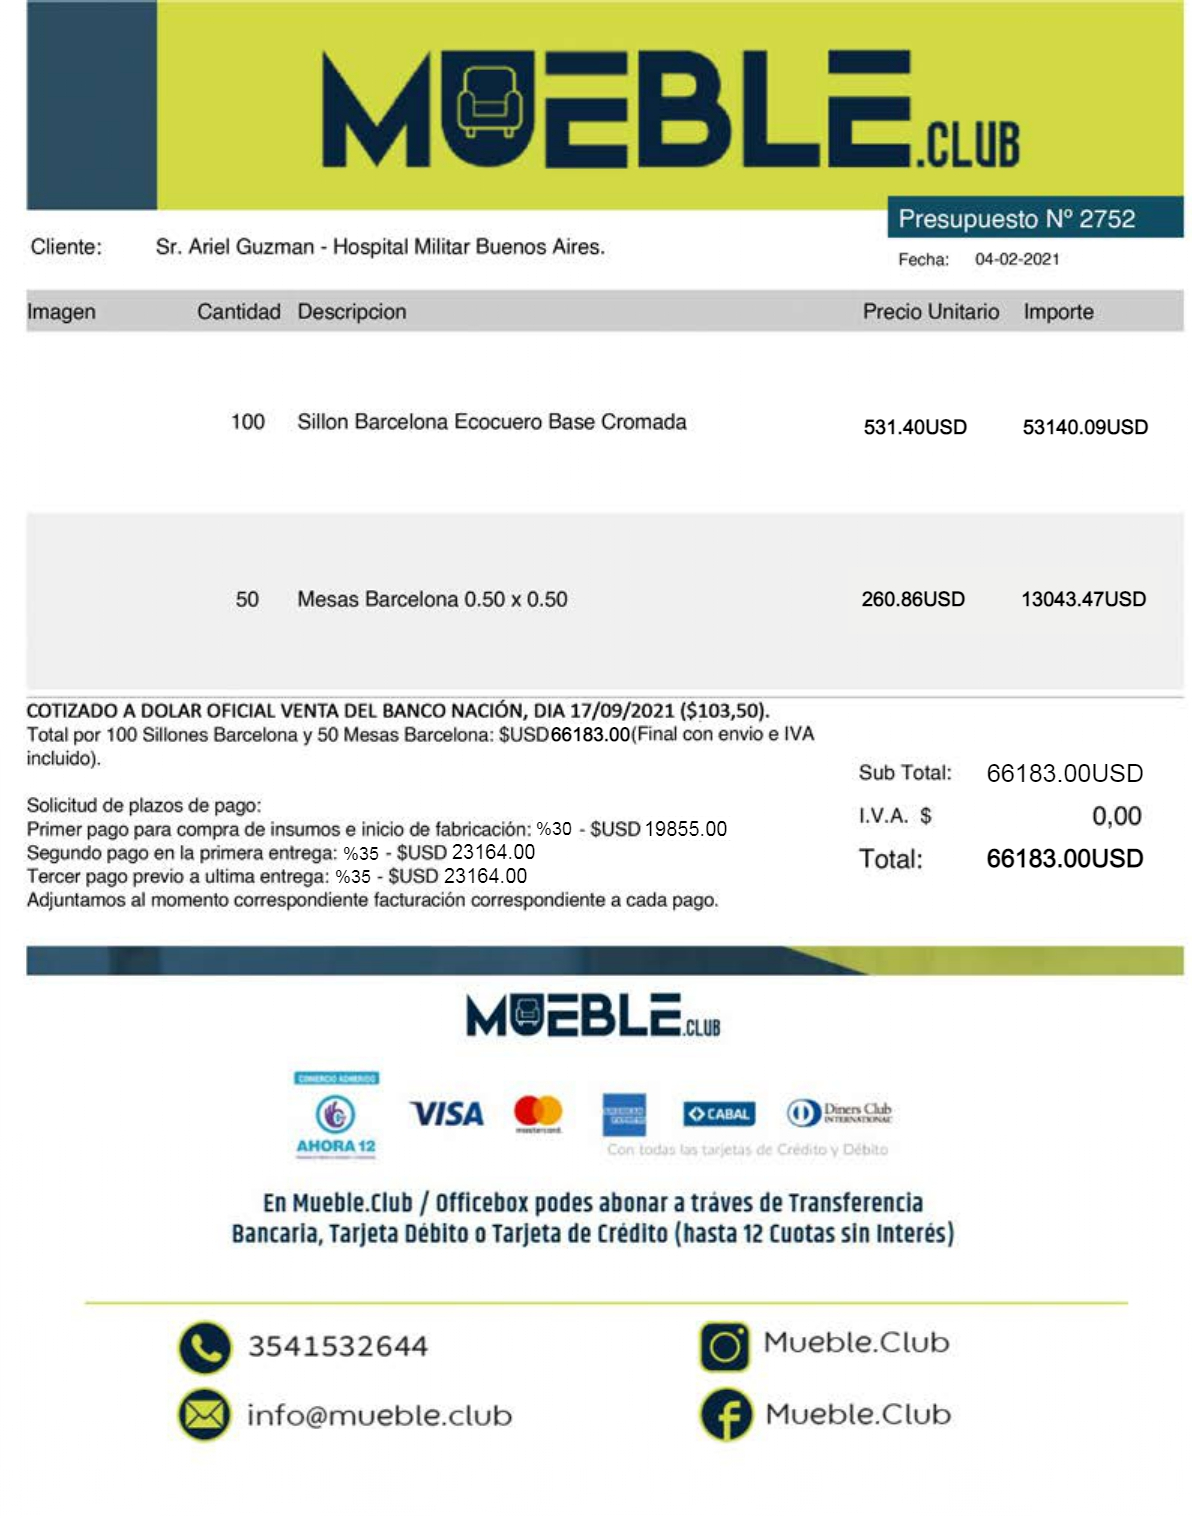 MUEBLE.CLUB
Presupuesto Nº 2752
Cliente: Sr. Ariel Guzman - Hospital Militar Buenos Aires.
Fecha: 04-02-2021
Imagen Cantidad Descripcion Precio Unitario Importe
100 Sillon Barcelona Ecocuero Base Cromada 531.40USD 53140.09USD
50 Mesas Barcelona 0.50 x 0.50 260.86USD 13043.47USD
COTIZADO A DOLAR OFICIAL VENTA DEL BANCO NACIÓN, DIA 17/09/2021 ($103,50).
Total por 100 Sillones Barcelona y 50 Mesas Barcelona: $USD66183.00(Final con envio e IVA
incluido).
Sub Total: 66183.00USD
I.V.A. $ 0,00
Total: 66183.00USD
Solicitud de plazos de pago:
Primer pago para compra de insumos e inicio de fabricación: %30 - $USD 19855.00
Segundo pago en la primera entrega: %35 - $USD 23164.00
Tercer pago previo a ultima entrega: %35 - $USD 23164.00
Adjuntamos al momento correspondiente facturación correspondiente a cada pago.
MUEBLE.CLUB
COMERCIO ADHERIDO
AHORA 12
VISA
mastercard.
AMERICAN EXPRESS
CABAL
Diners Club
INTERNATIONAL
Con todas las tarjetas de Crédito y Débito
En Mueble.Club / Officebox podes abonar a tráves de Transferencia
Bancaria, Tarjeta Débito o Tarjeta de Crédito (hasta 12 Cuotas sin Interés)
3541532644
Mueble.Club
info@mueble.club
Mueble.Club